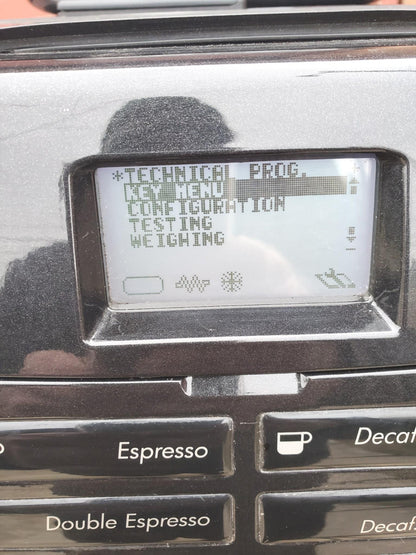 *TECHNICAL PROG.
KEY MENU
CONFIGURATION
TESTING
WEIGHING
Espresso
Decaf
Double Espresso
Decaf